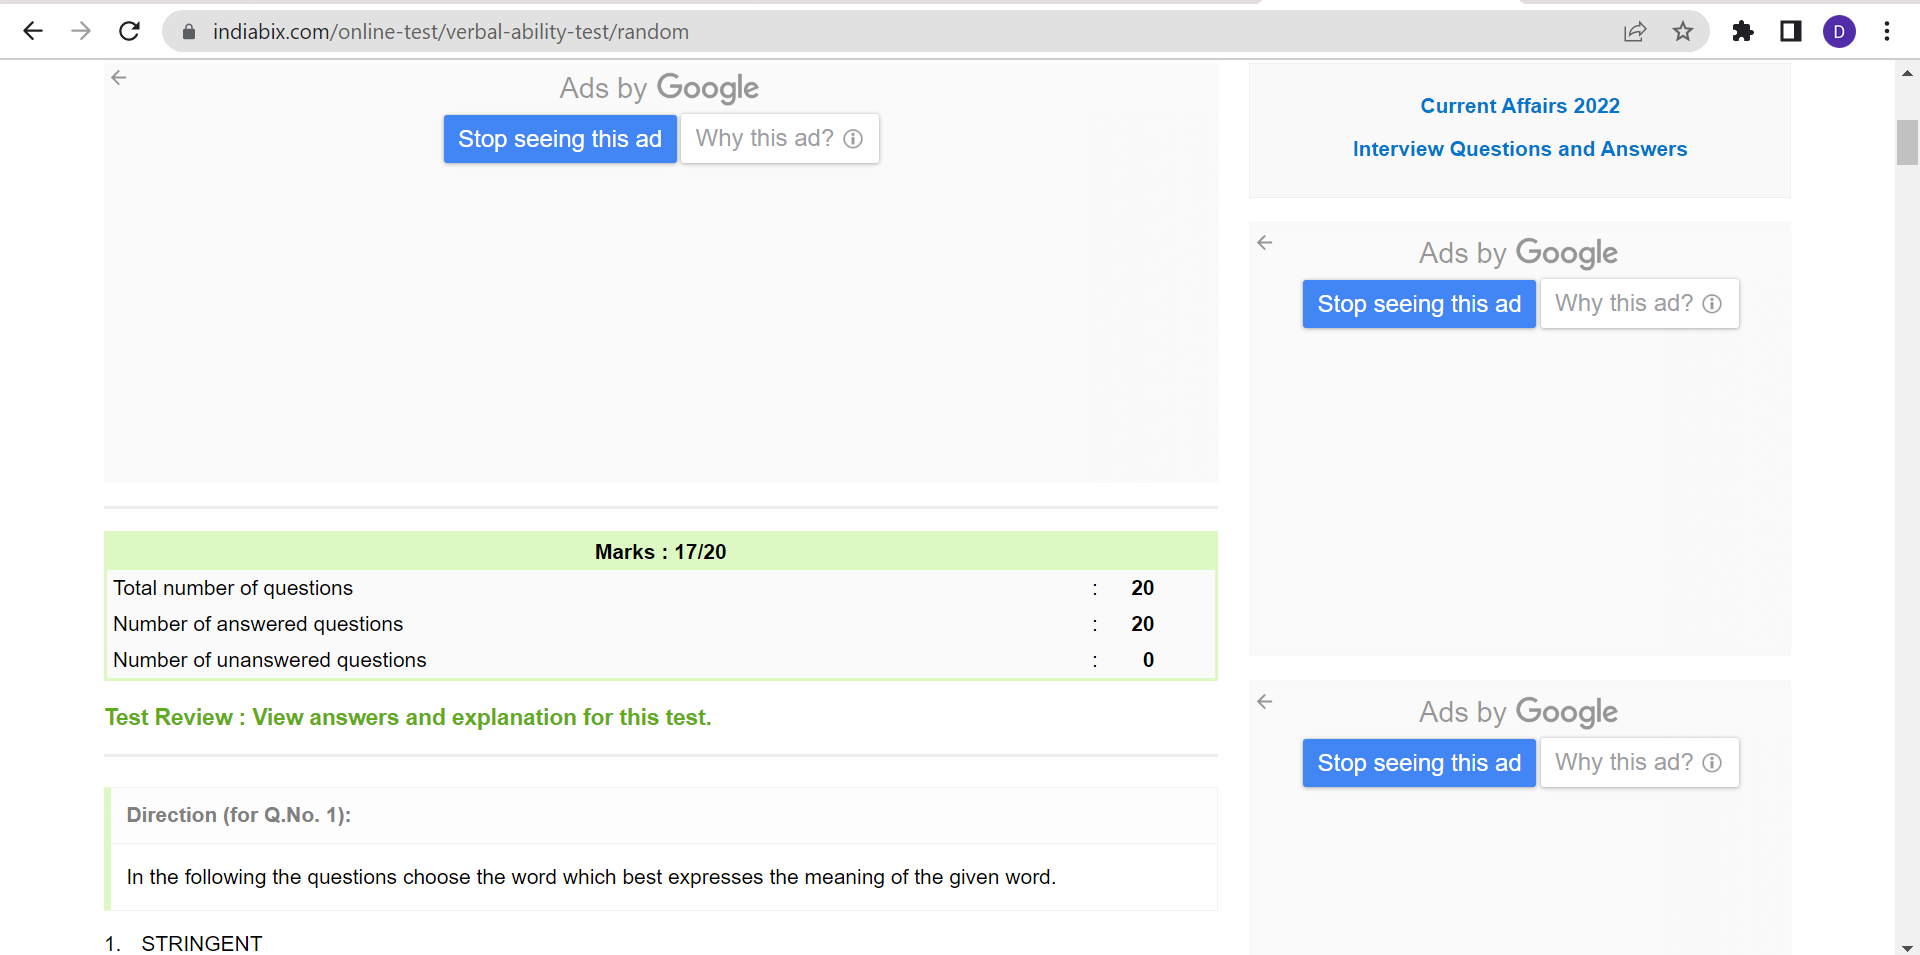 indiabix.com/online-test/verbal-ability-test/random
D
Ads by Google
Stop seeing this ad
Why this ad?
Marks : 17/20
Total number of questions : 20
Number of answered questions : 20
Number of unanswered questions : 0
Test Review : View answers and explanation for this test.
Direction (for Q.No. 1):
In the following the questions choose the word which best expresses the meaning of the given word.
1. STRINGENT
Current Affairs 2022
Interview Questions and Answers
Ads by Google
Stop seeing this ad
Why this ad?
Ads by Google
Stop seeing this ad
Why this ad?